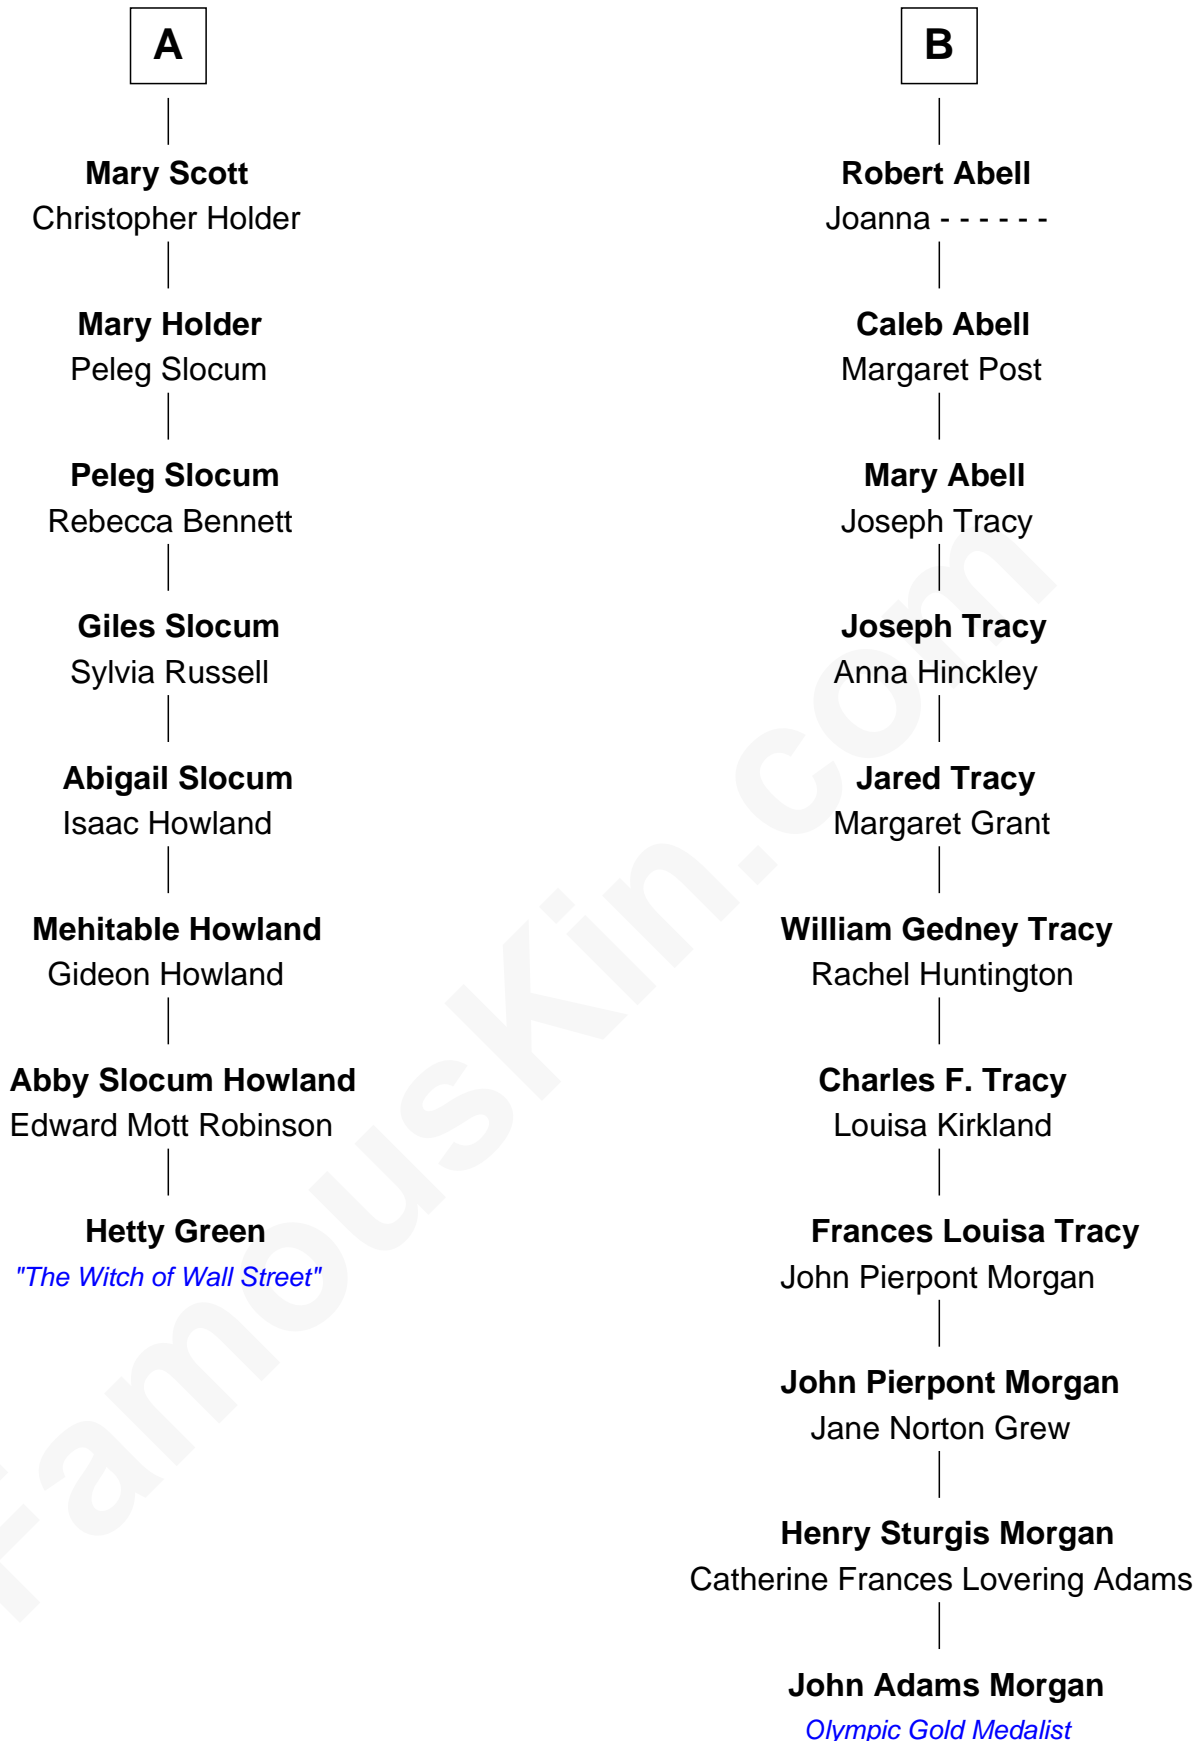 A
Mary Scott
Christopher Holder
Mary Holder
Peleg Slocum
Peleg Slocum
Rebecca Bennett
Giles Slocum
Sylvia Russell
Abigail Slocum
Isaac Howland
Mehitable Howland
Gideon Howland
Abby Slocum Howland
Edward Mott Robinson
Hetty Green
"The Witch of Wall Street"
B
Robert Abell
Joanna - - - - - -
Caleb Abell
Margaret Post
Mary Abell
Joseph Tracy
Joseph Tracy
Anna Hinckley
Jared Tracy
Margaret Grant
William Gedney Tracy
Rachel Huntington
Charles F. Tracy
Louisa Kirkland
Frances Louisa Tracy
John Pierpont Morgan
John Pierpont Morgan
Jane Norton Grew
Henry Sturgis Morgan
Catherine Frances Lovering Adams
John Adams Morgan
Olympic Gold Medalist
FamousKin.com